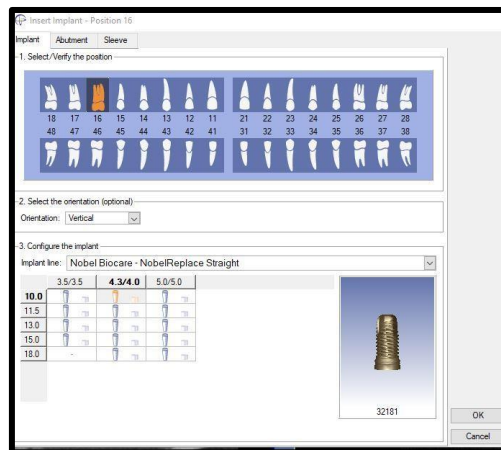 Insert Implant - Position 16
Implant Abutment Sleeve
1. Select/Verify the position
18 17 16 15 14 13 12 11 21 22 23 24 25 26 27 28
48 47 46 45 44 43 42 41 31 32 33 34 35 36 37 38
2. Select the orientation (optional)
Orientation: Vertical
3. Configure the implant
Implant line: Nobel Biocare - NobelReplace Straight
3.5/3.5 4.3/4.0 5.0/5.0
10.0
11.5
13.0
15.0
18.0 -
32181
OK
Cancel